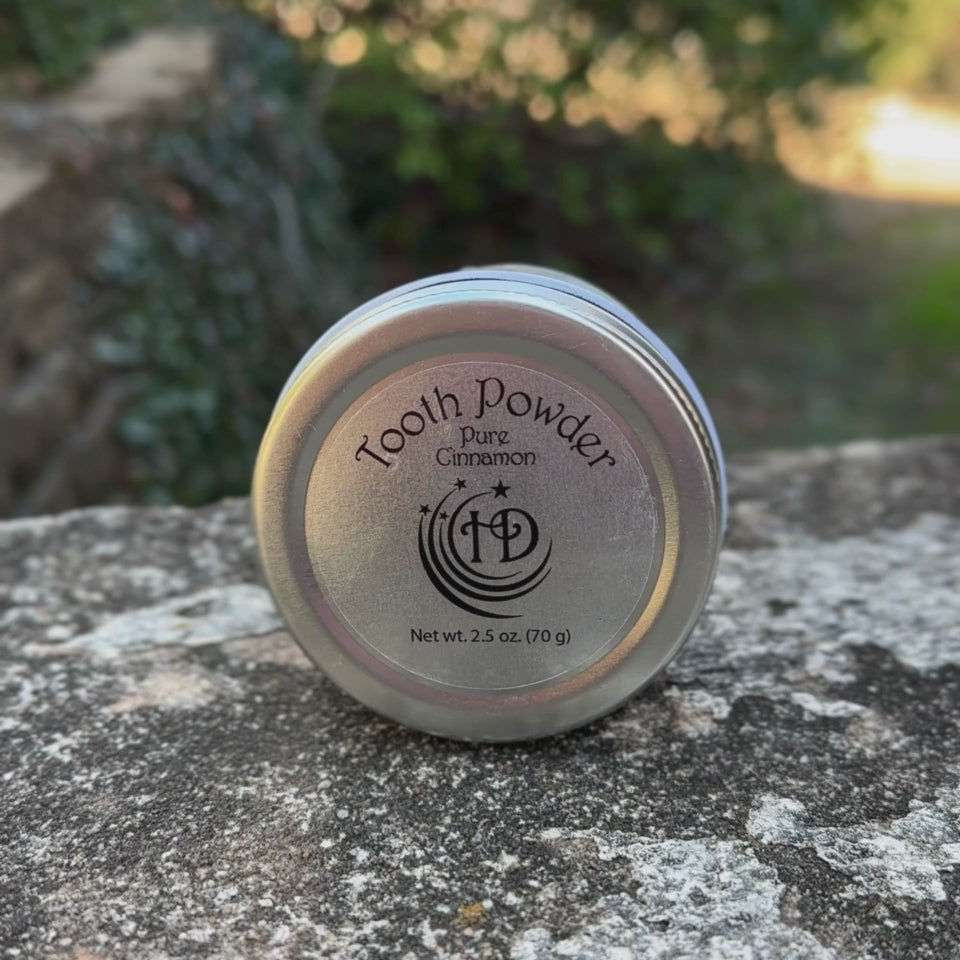 Tooth Powder
Pure
Cinnamon
HD
Net wt. 2.5 oz. (70 g)